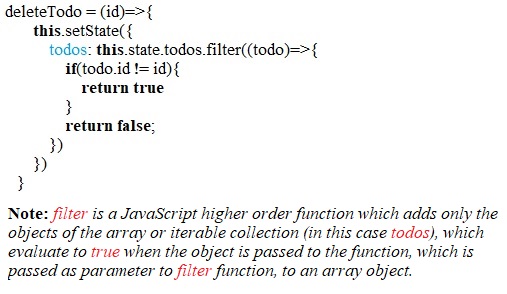 deleteTodo = (id)=>{
this.setState({
todos: this.state.todos.filter((todo)=>{
if(todo.id != id){
return true
}
return false;
})
})
}
Note: filter is a JavaScript higher order function which adds only the
objects of the array or iterable collection (in this case todos), which
evaluate to true when the object is passed to the function, which is
passed as parameter to filter function, to an array object.